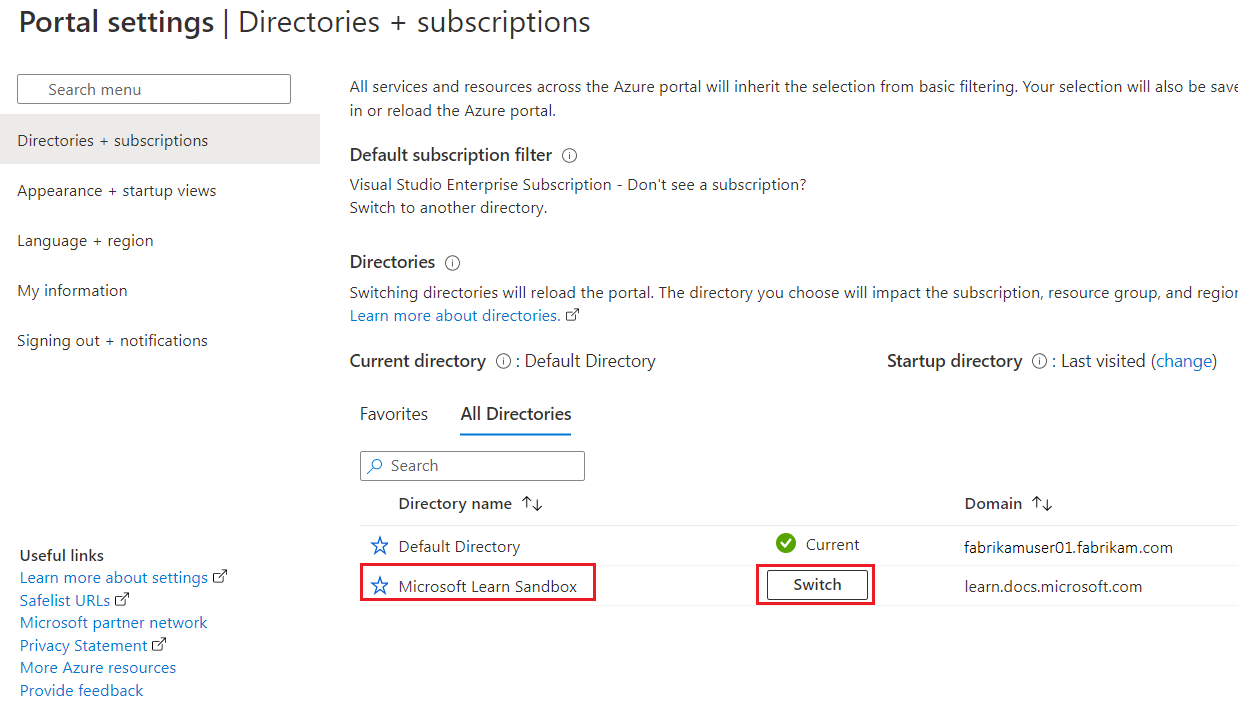 Portal settings | Directories + subscriptions
Search menu
Directories + subscriptions
Appearance + startup views
Language + region
My information
Signing out + notifications
Useful links
Learn more about settings
Safelist URLs
Microsoft partner network
Privacy Statement
More Azure resources
Provide feedback
All services and resources across the Azure portal will inherit the selection from basic filtering. Your selection will also be save
in or reload the Azure portal.
Default subscription filter
Visual Studio Enterprise Subscription - Don't see a subscription?
Switch to another directory.
Directories
Switching directories will reload the portal. The directory you choose will impact the subscription, resource group, and region
Learn more about directories.
Current directory : Default Directory
Startup directory : Last visited (change)
Favorites All Directories
Search
Directory name Domain
Default Directory Current fabrikamuser01.fabrikam.com
Microsoft Learn Sandbox Switch learn.docs.microsoft.com